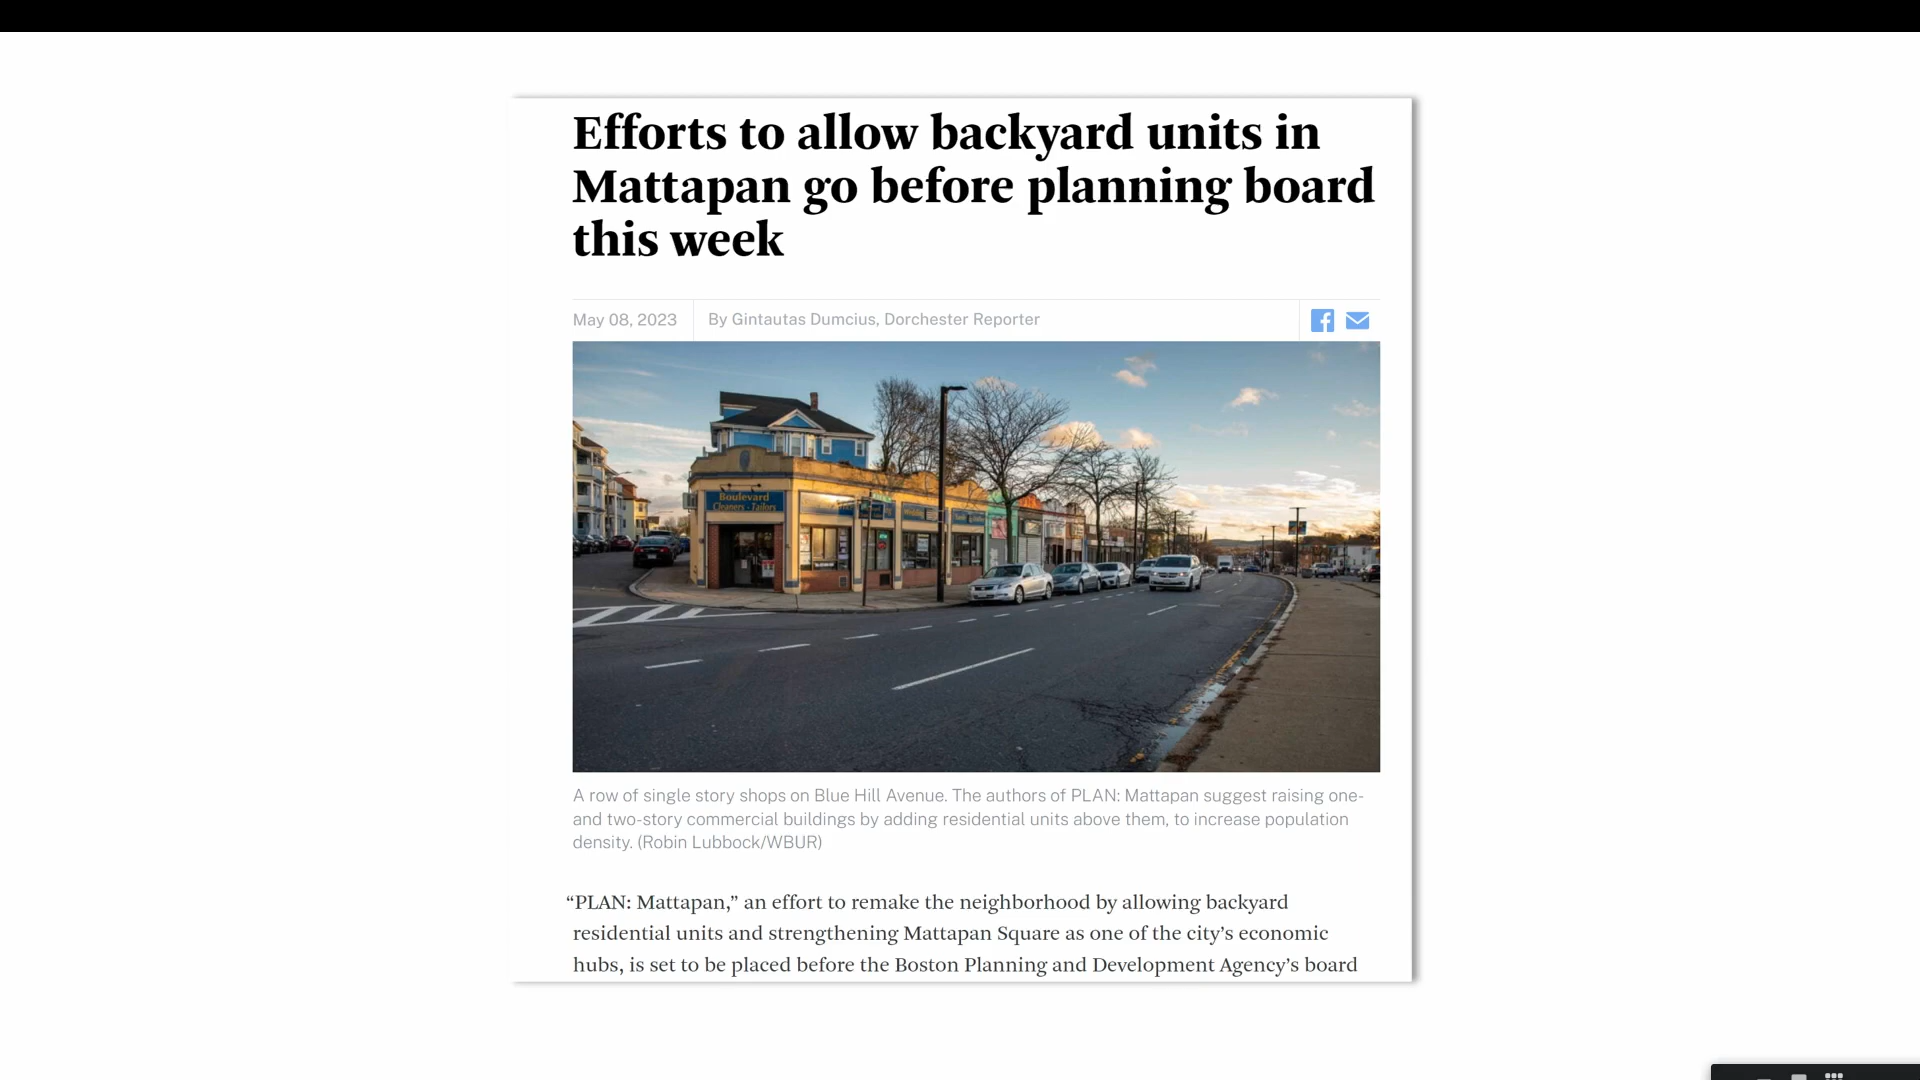 Efforts to allow backyard units in
Mattapan go before planning board
this week
May 08, 2023
By Gintautas Dumcius, Dorchester Reporter
Boulevard
Cleaners - Tailors
A row of single story shops on Blue Hill Avenue. The authors of PLAN: Mattapan suggest raising one-
and two-story commercial buildings by adding residential units above them, to increase population
density. (Robin Lubbock/WBUR)
“PLAN: Mattapan,” an effort to remake the neighborhood by allowing backyard
residential units and strengthening Mattapan Square as one of the city’s economic
hubs, is set to be placed before the Boston Planning and Development Agency’s board